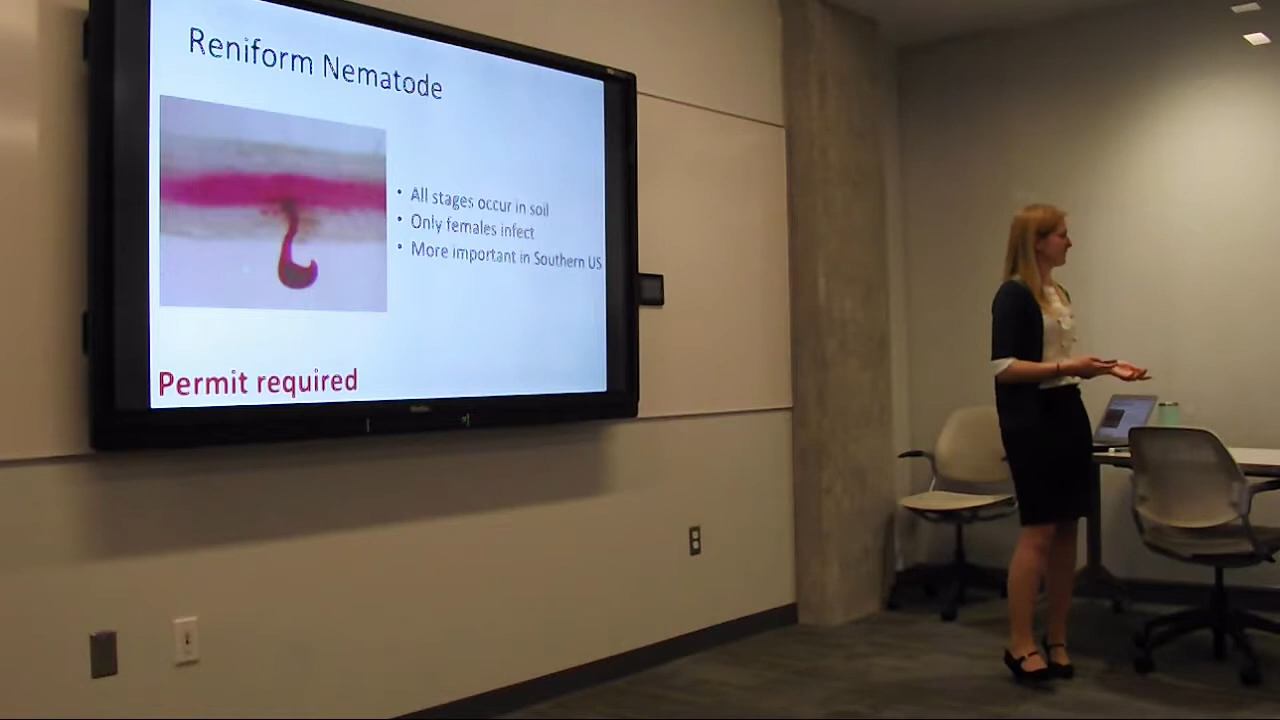 Reniform Nematode
• All stages occur in soil
• Only females infect
• More important in Southern US
Permit required